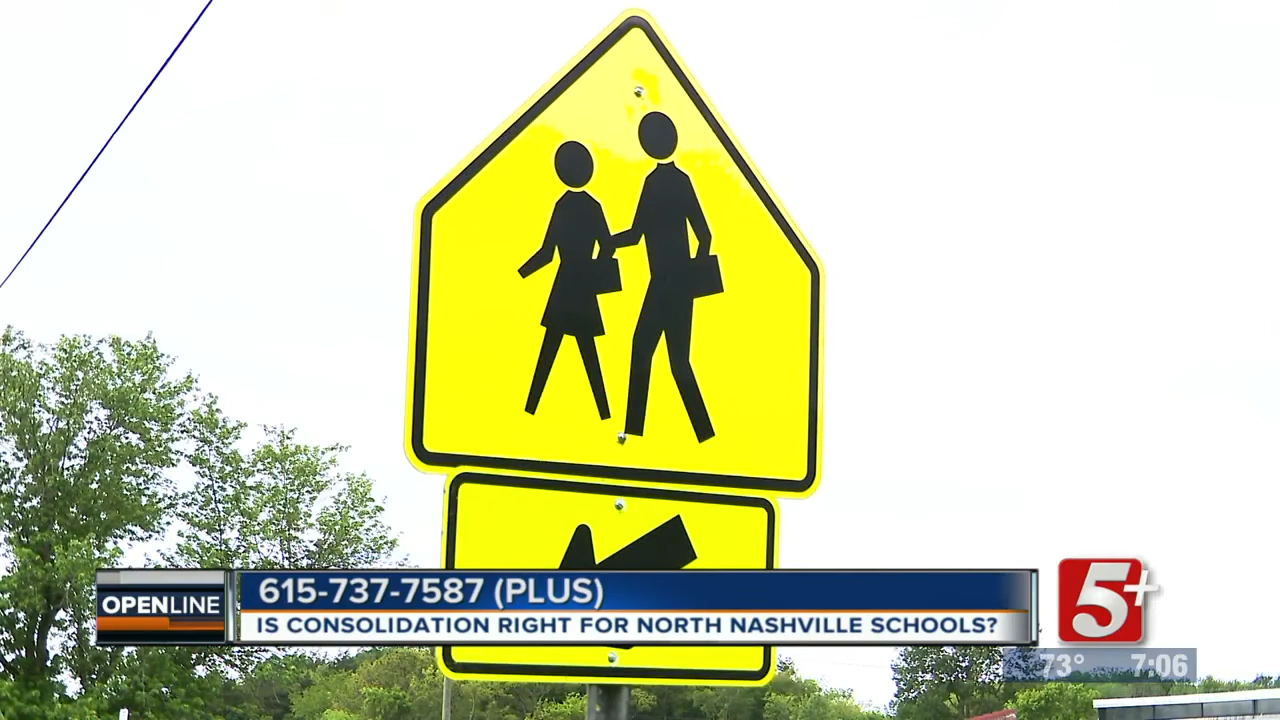 OPENLINE
615-737-7587 (PLUS)
IS CONSOLIDATION RIGHT FOR NORTH NASHVILLE SCHOOLS?
5+
73° 7:06